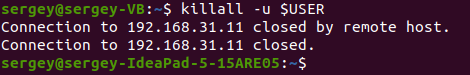 sergey@sergey-VB:~$ killall -u $USER
Connection to 192.168.31.11 closed by remote host.
Connection to 192.168.31.11 closed.
sergey@sergey-IdeaPad-5-15ARE05:~$